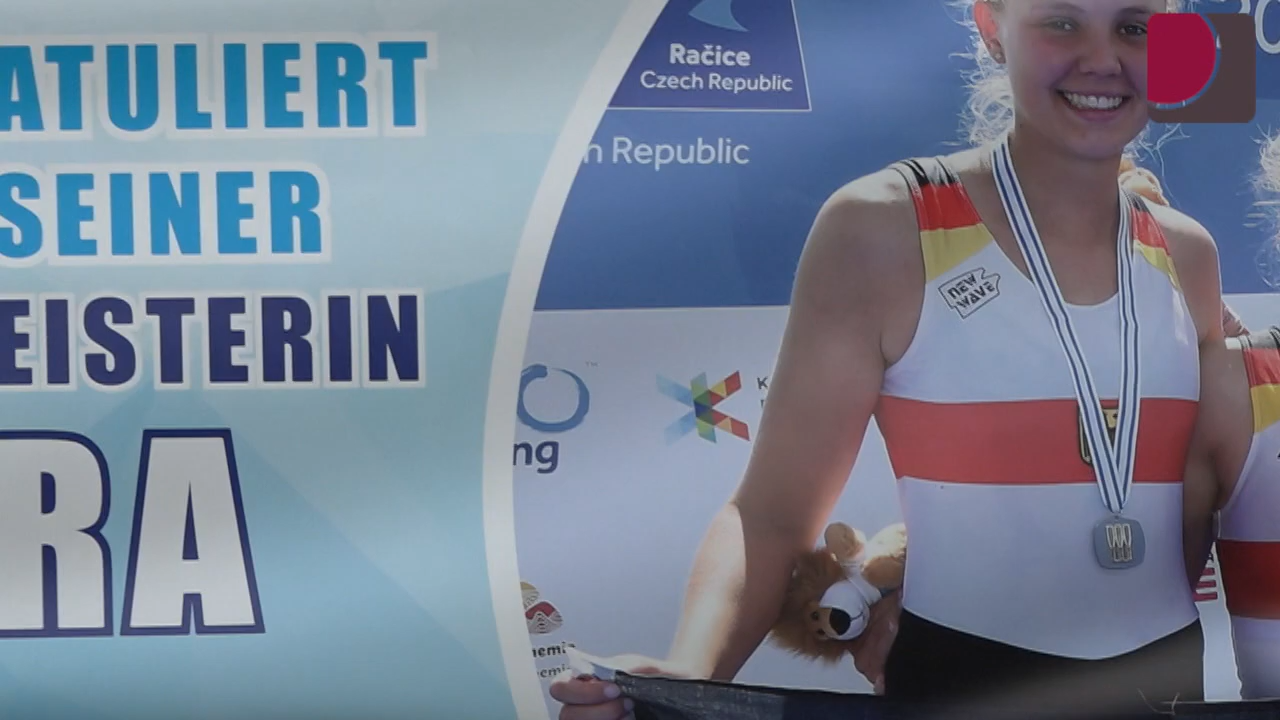 ATULIERT
SEINER
EISTERIN
RA
Račice
Czech Republic
h Republic
NEW
WAVE
ng
K